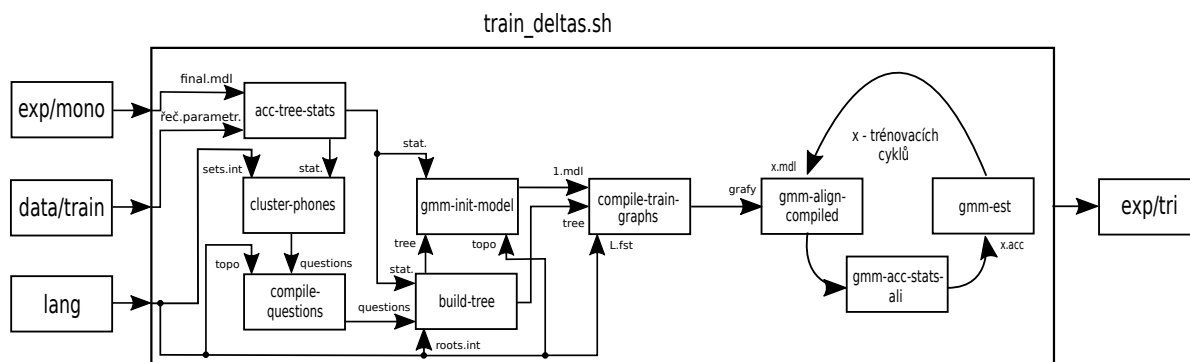 train_deltas.sh
exp/mono
final.mdl
řeč.parametr.
acc-tree-stats
data/train
sets.int
stat.
cluster-phones
stat.
gmm-init-model
1.mdl
tree
compile-train-
graphs
grafy
x - trénovacích
cyklů
x.mdl
gmm-align-
compiled
gmm-est
exp/tri
lang
topo
questions
compile-
questions
questions
tree
topo
stat.
build-tree
roots.int
L.fst
gmm-acc-stats-
ali
x.acc